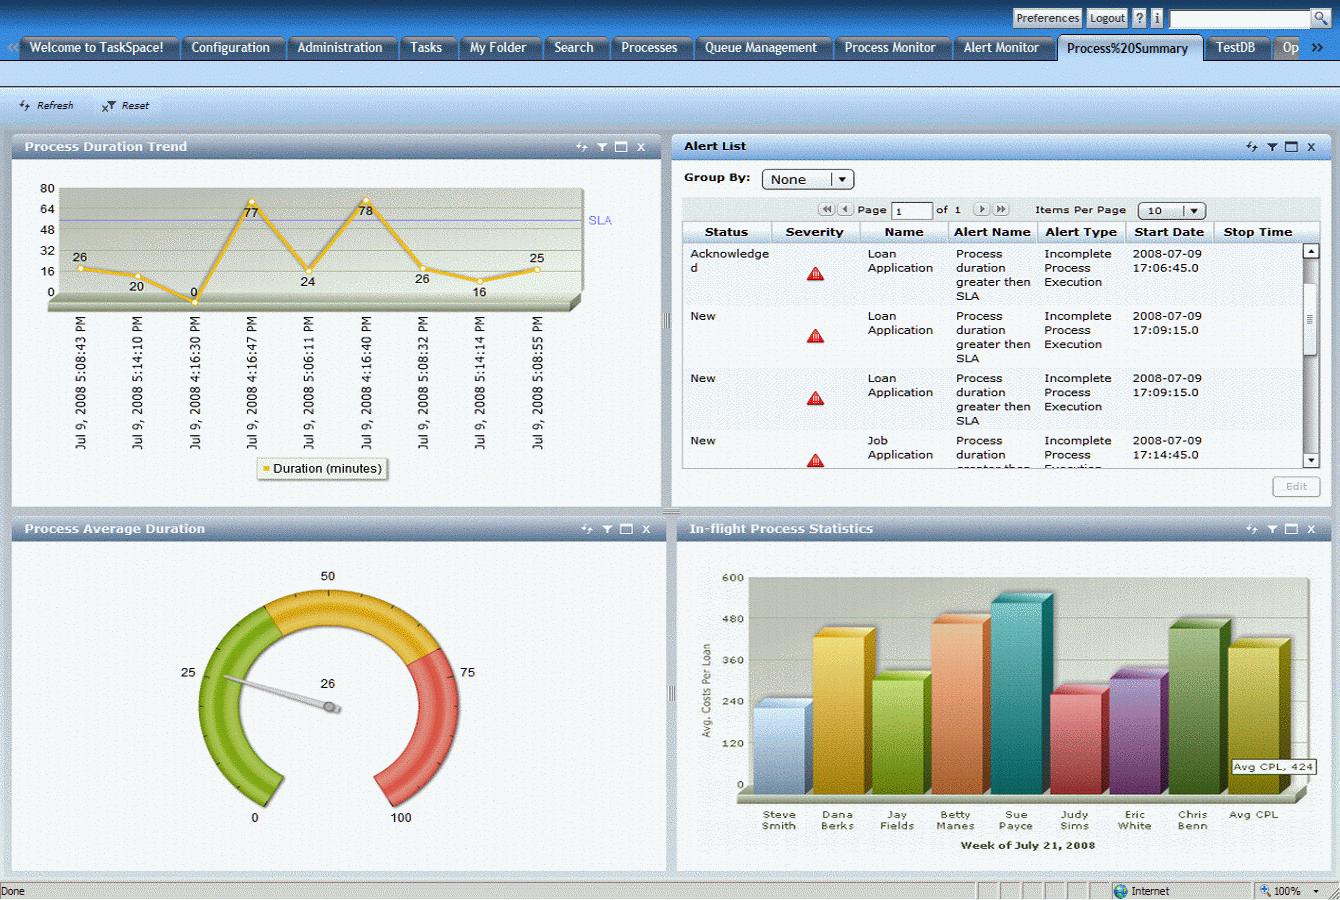 Preferences Logout ? i
Welcome to TaskSpace! Configuration Administration Tasks My Folder Search Processes Queue Management Process Monitor Alert Monitor Process%20Summary TestDB Op
Refresh Reset
Process Duration Trend
80
64
48
32
16
0
SLA
26
20
0
77
24
78
26
16
25
Jul 9, 2008 5:08:43 PM
Jul 9, 2008 5:14:10 PM
Jul 9, 2008 4:16:30 PM
Jul 9, 2008 4:16:47 PM
Jul 9, 2008 5:06:11 PM
Jul 9, 2008 4:16:40 PM
Jul 9, 2008 5:08:32 PM
Jul 9, 2008 5:14:14 PM
Jul 9, 2008 5:08:55 PM
Duration (minutes)
Alert List
Group By: None
Page 1 of 1 Items Per Page 10
Status Severity Name Alert Name Alert Type Start Date Stop Time
Acknowledge Loan Process Incomplete 2008-07-09
d Application duration Process 17:06:45.0
greater then Execution
SLA
New Loan Process Incomplete 2008-07-09
Application duration Process 17:09:15.0
greater then Execution
SLA
New Loan Process Incomplete 2008-07-09
Application duration Process 17:09:15.0
greater then Execution
SLA
New Job Process Incomplete 2008-07-09
Application duration Process 17:14:45.0
greater then Execution
Edit
Process Average Duration
50
25
75
26
0
100
In-flight Process Statistics
600
480
360
240
120
0
Avg. Costs Per Loan
Avg CPL, 424
Steve Smith
Dana Berks
Jay Fields
Betty Manes
Sue Payce
Judy Sims
Eric White
Chris Benn
Avg CPL
Week of July 21, 2008
Done Internet 100%